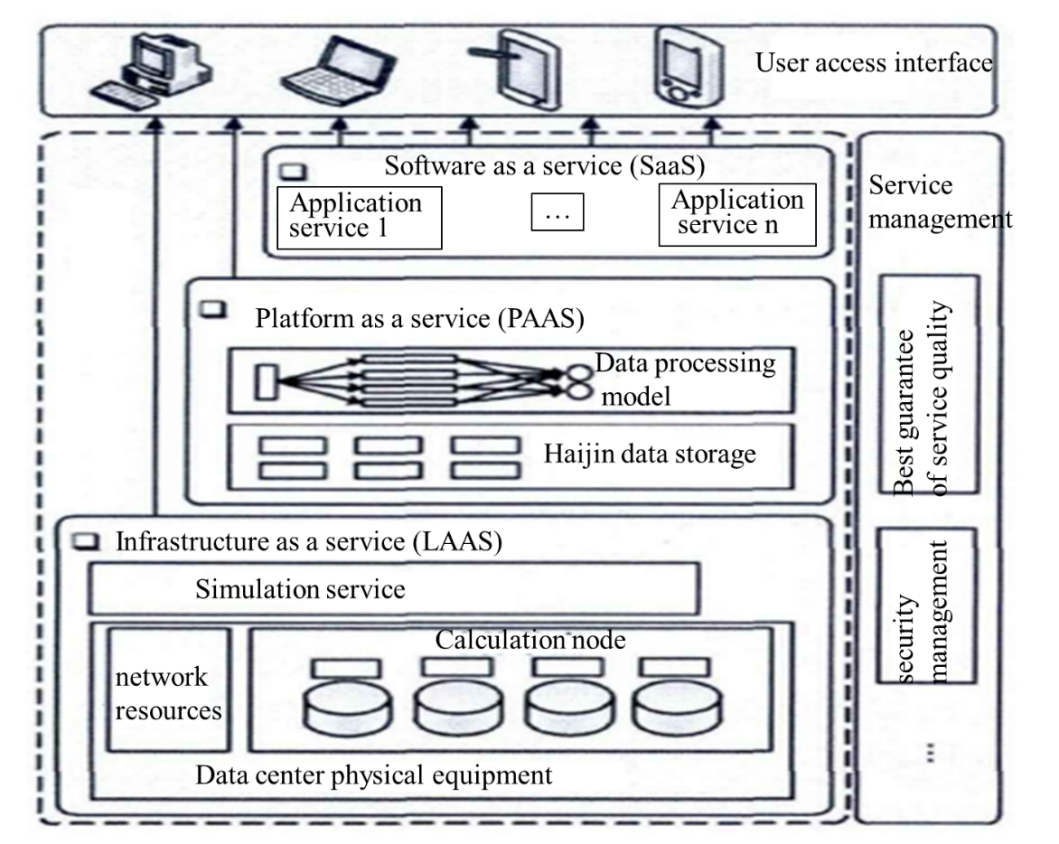 User access interface
Software as a service (SaaS)
Application
service 1
...
Application
service n
Platform as a service (PAAS)
Data processing
model
Haijin data storage
Infrastructure as a service (LAAS)
Simulation service
Calculation node
network
resources
Data center physical equipment
Service
management
Best guarantee
of service quality
security
management
...